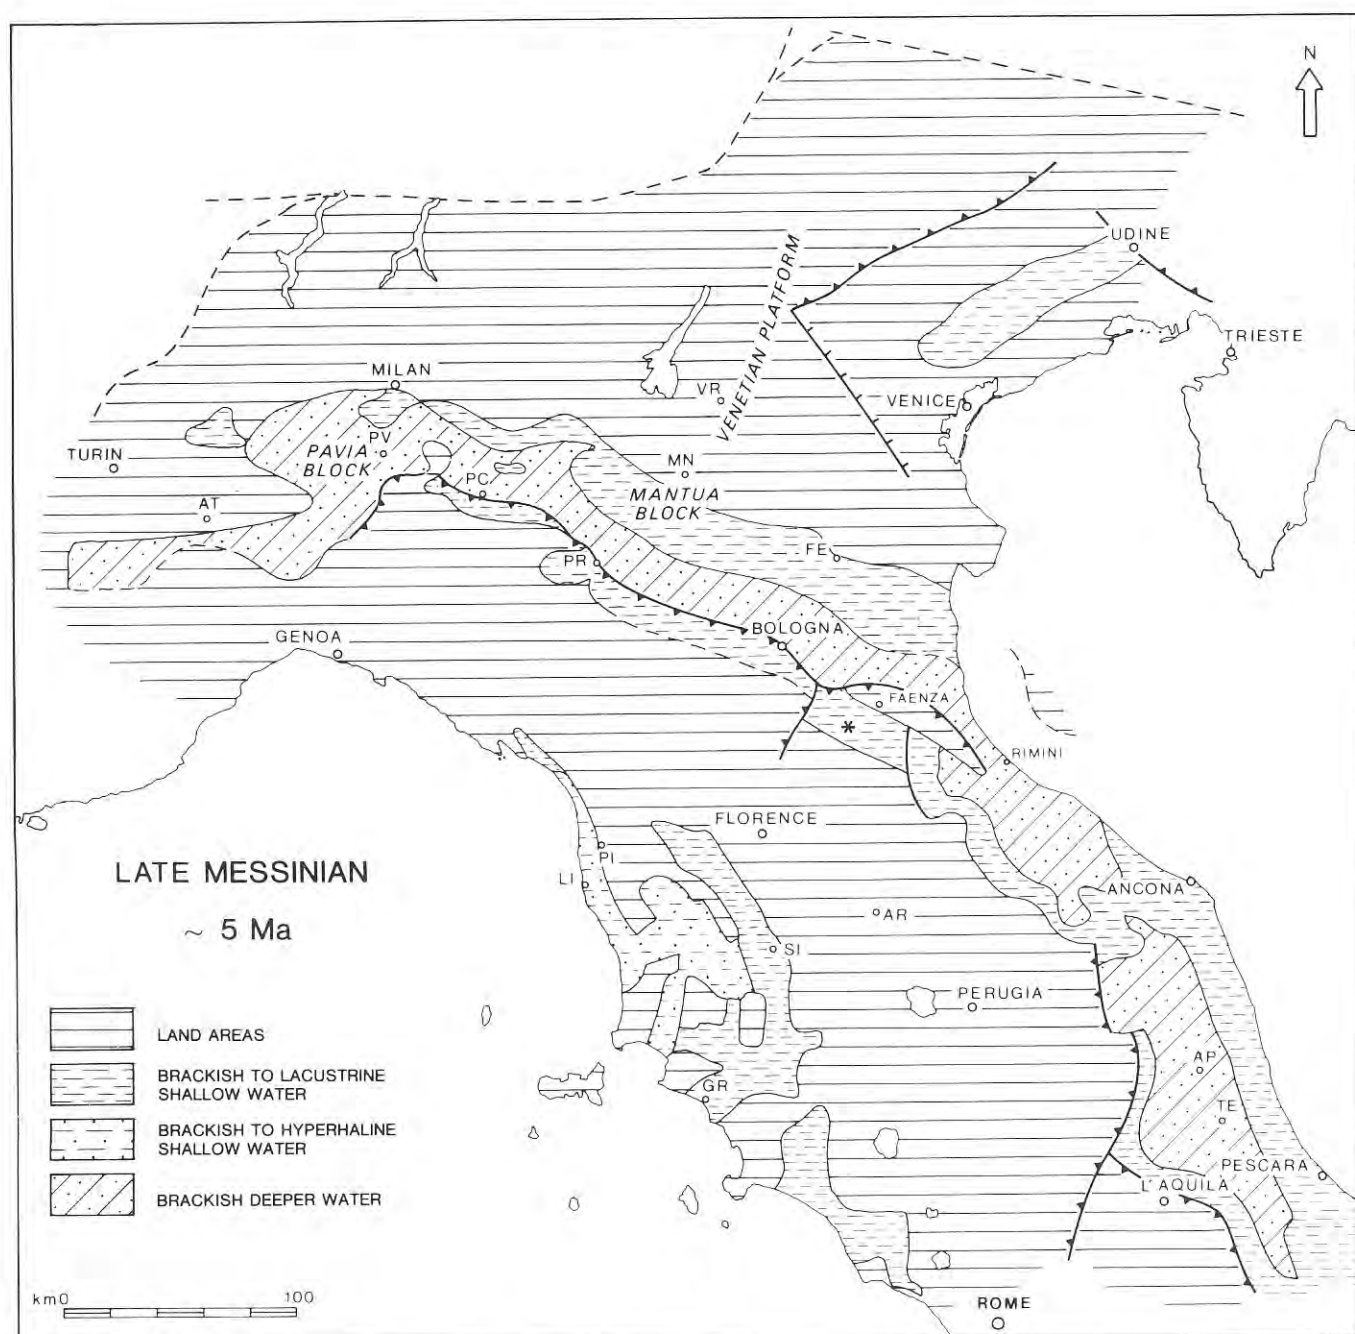 N
UDINE
TRIESTE
VENETIAN PLATFORM
MILAN
VR
VENICE
PV
TURIN
PAVIA
BLOCK
MN
PC
MANTUA
BLOCK
AT
FE
PR
GENOA
BOLOGNA
FAENZA
*
RIMINI
FLORENCE
PI
LATE MESSINIAN
LI
ANCONA
~ 5 Ma
AR
SI
PERUGIA
LAND AREAS
AP
BRACKISH TO LACUSTRINE
SHALLOW WATER
GR
TE
BRACKISH TO HYPERHALINE
SHALLOW WATER
PESCARA
L'AQUILA
BRACKISH DEEPER WATER
km0 100
ROME